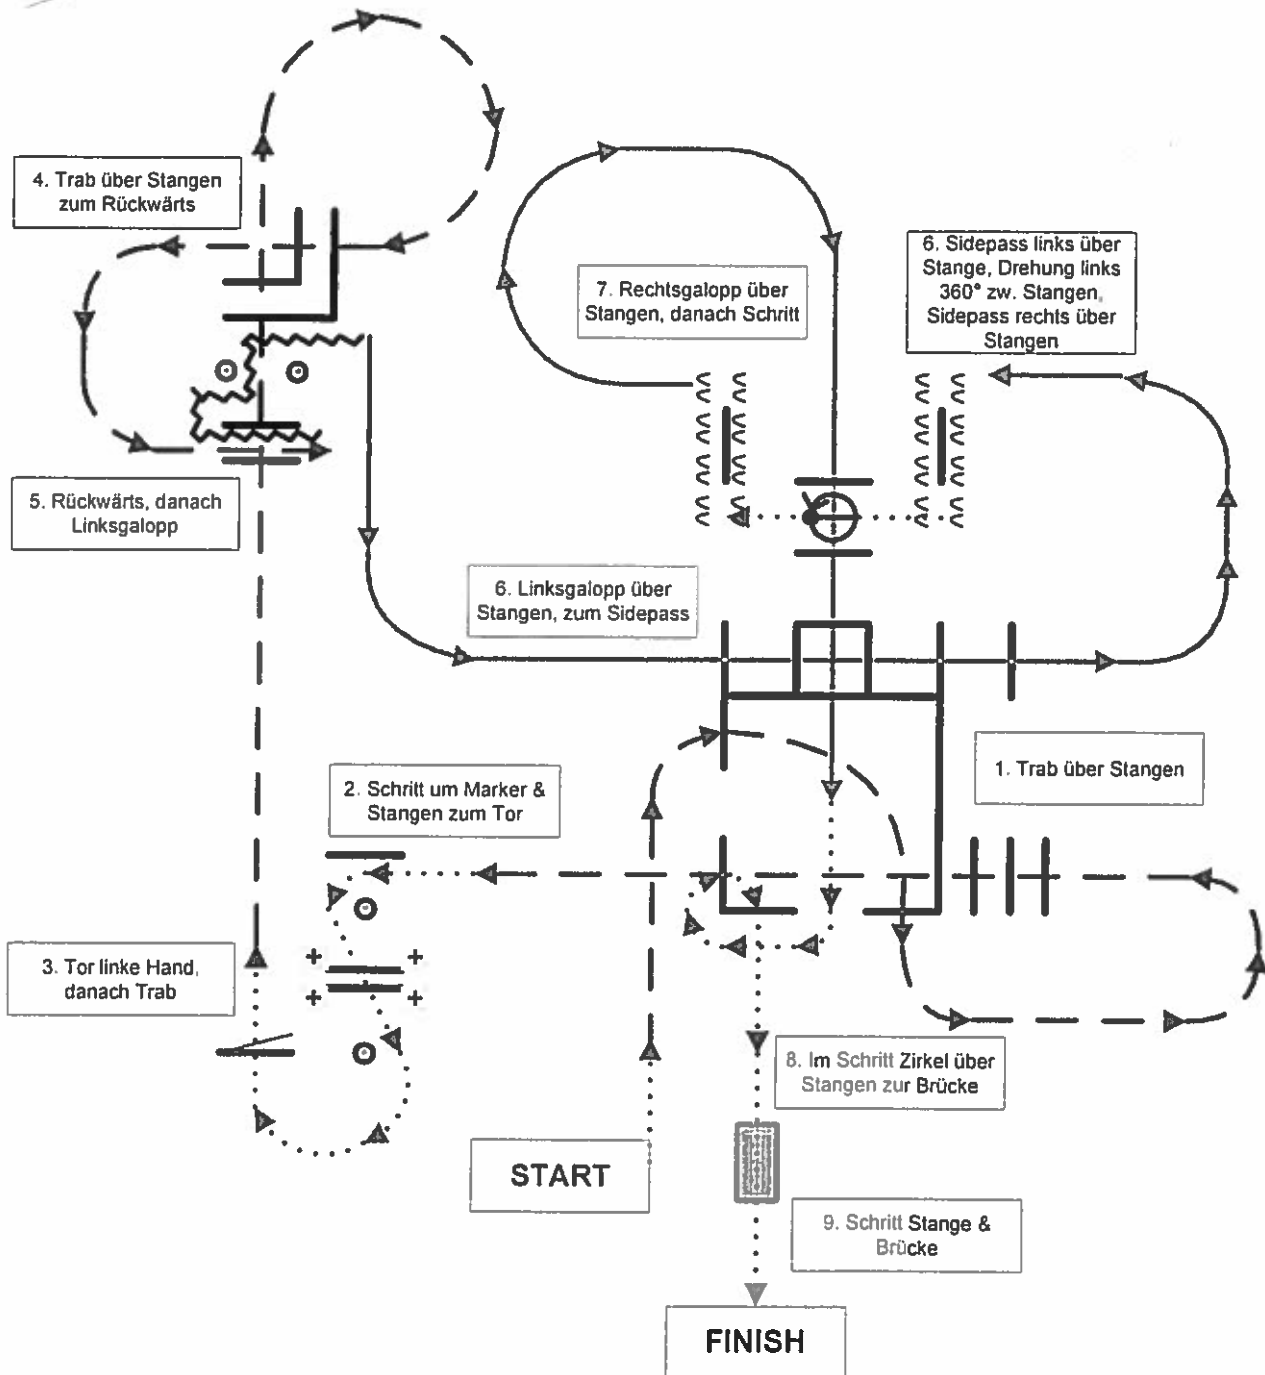 4. Trab über Stangen
zum Rückwärts
7. Rechtsgalopp über
Stangen, danach Schritt
6. Sidepass links über
Stange, Drehung links
360° zw. Stangen,
Sidepass rechts über
Stangen
5. Rückwärts, danach
Linksgalopp
6. Linksgalopp über
Stangen, zum Sidepass
1. Trab über Stangen
2. Schritt um Marker &
Stangen zum Tor
3. Tor linke Hand,
danach Trab
8. Im Schritt Zirkel über
Stangen zur Brücke
START
9. Schritt Stange &
Brücke
FINISH